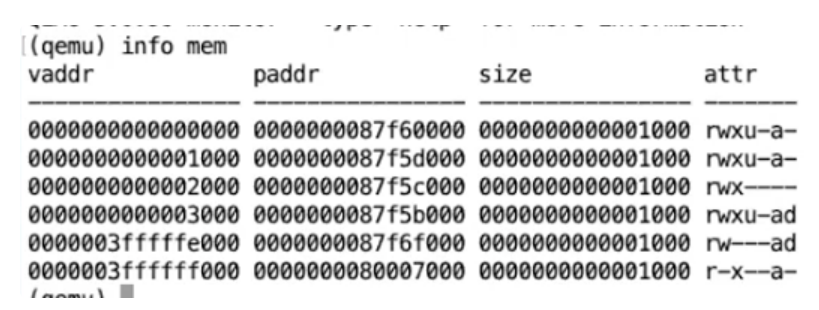 (qemu) info mem
vaddr paddr size attr
---------------- ---------------- ---------------- -------
0000000000000000 0000000087f60000 0000000000001000 rwxu-a-
0000000000001000 0000000087f5d000 0000000000001000 rwxu-a-
0000000000002000 0000000087f5c000 0000000000001000 rwx----
0000000000003000 0000000087f5b000 0000000000001000 rwxu-ad
0000003fffffe000 0000000087f6f000 0000000000001000 rw---ad
0000003ffffff000 0000000080007000 0000000000001000 r-x--a-
(qemu)